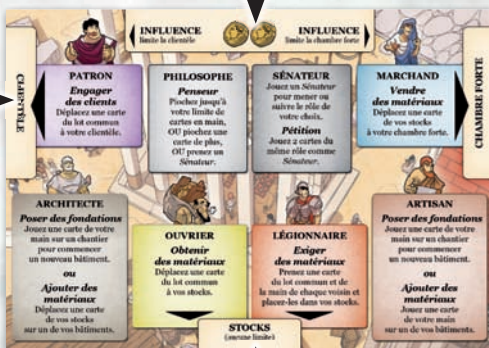 INFLUENCE
limite la clientèle
INFLUENCE
limite la chambre forte
CLIENTÈLE
CHAMBRE FORTE
PATRON
Engager
des clients
Déplacez une carte
du lot commun
à votre clientèle.
PHILOSOPHE
Penseur
Piochez jusqu'à
votre limite de
cartes en main,
OU piochez une
carte de plus,
OU prenez un
Sénateur.
SÉNATEUR
Jouez un Sénateur
pour mener ou
suivre le rôle de
votre choix.
Pétition
Jouez 2 cartes du
même rôle comme
Sénateur.
MARCHAND
Vendre
des matériaux
Déplacez une carte
de vos stocks
à votre chambre forte.
ARCHITECTE
Poser des fondations
Jouez une carte de votre
main sur un chantier
pour commencer
un nouveau bâtiment.
ou
Ajouter des
matériaux
Déplacez une carte
de vos stocks
sur un de vos bâtiments.
OUVRIER
Obtenir
des matériaux
Déplacez une carte
du lot commun
à vos stocks.
LÉGIONNAIRE
Exiger
des matériaux
Prenez une carte
du lot commun et de
la main de chaque voisin et
placez-les dans vos stocks.
ARTISAN
Poser des fondations
Jouez une carte de votre
main sur un chantier
pour commencer
un nouveau bâtiment.
ou
Ajouter des
matériaux
Jouez une carte
de votre main
sur un de vos bâtiments.
STOCKS
(aucune limite)